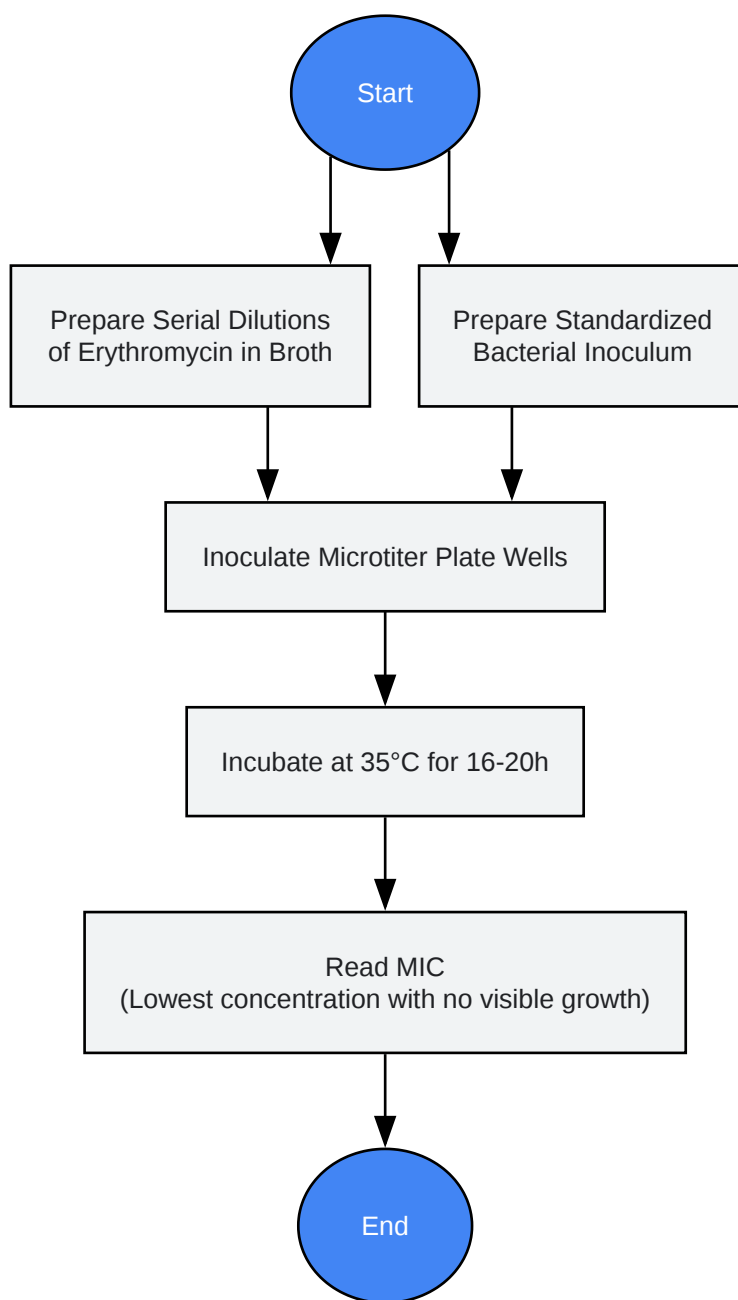 Start
Prepare Serial Dilutions
of Erythromycin in Broth
Prepare Standardized
Bacterial Inoculum
Inoculate Microtiter Plate Wells
Incubate at 35°C for 16-20h
Read MIC
(Lowest concentration with no visible growth)
End